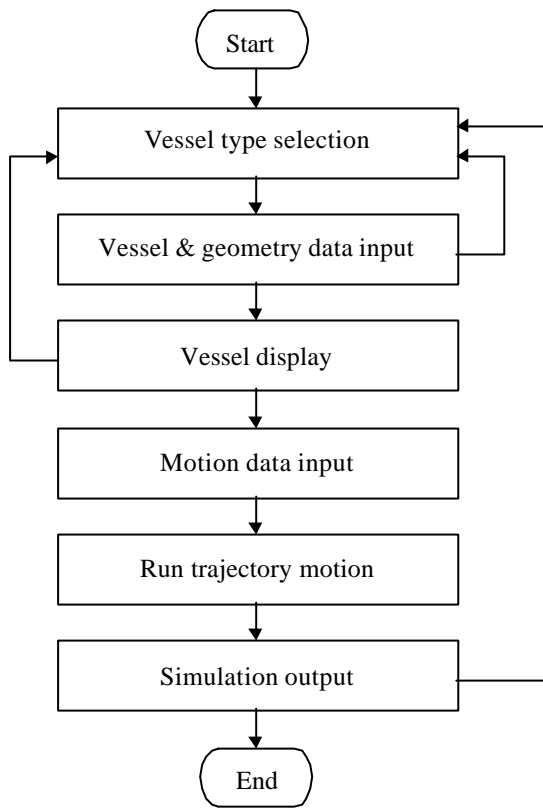 Start
Vessel type selection
Vessel & geometry data input
Vessel display
Motion data input
Run trajectory motion
Simulation output
End